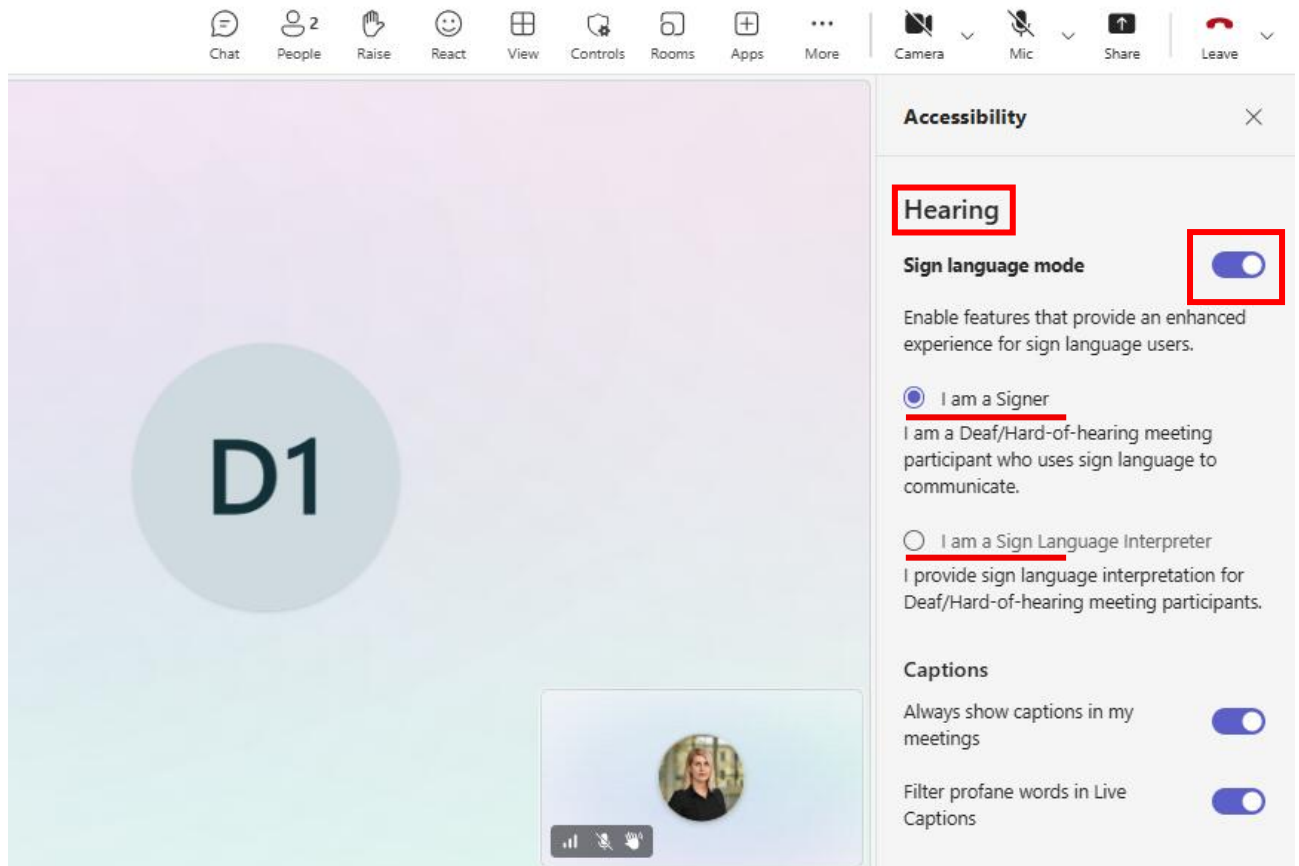 2
Chat People Raise React View Controls Rooms Apps More Camera Mic Share Leave
Accessibility
Hearing
Sign language mode
Enable features that provide an enhanced
experience for sign language users.
I am a Signer
I am a Deaf/Hard-of-hearing meeting
participant who uses sign language to
communicate.
I am a Sign Language Interpreter
I provide sign language interpretation for
Deaf/Hard-of-hearing meeting participants.
Captions
Always show captions in my
meetings
Filter profane words in Live
Captions
D1